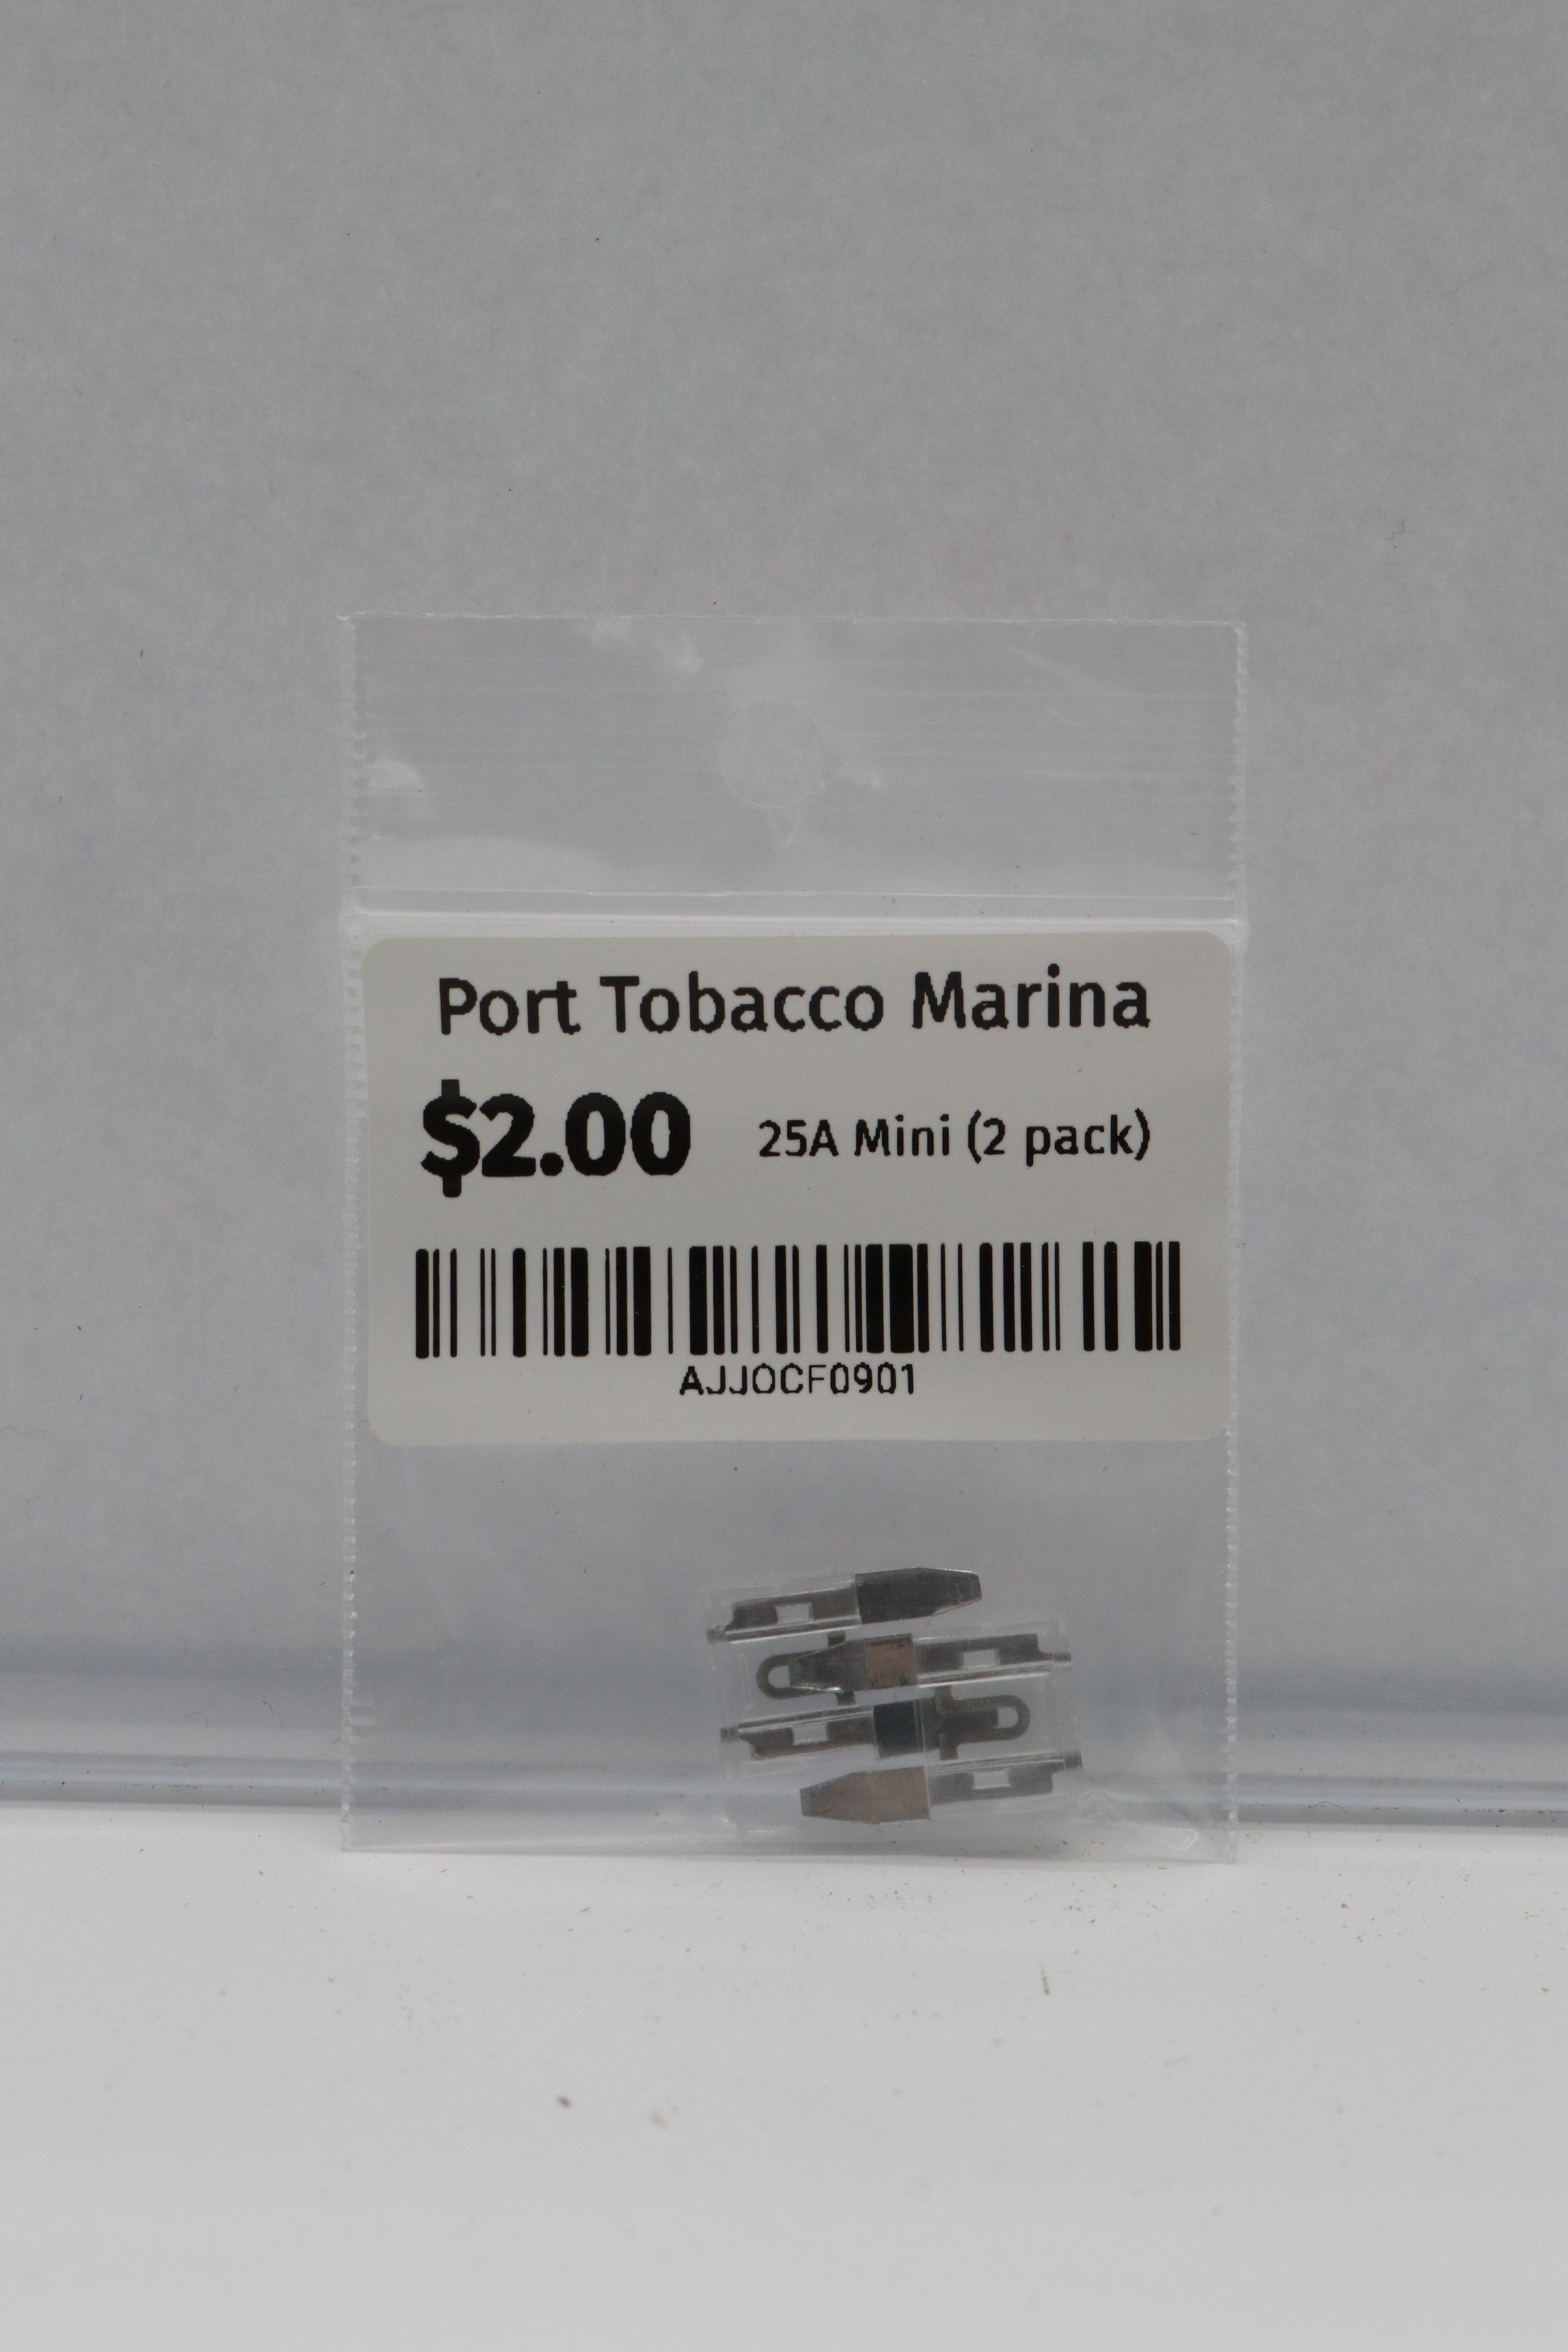 Port Tobacco Marina
$2.00 25A Mini (2 pack)
AJJOCF0901